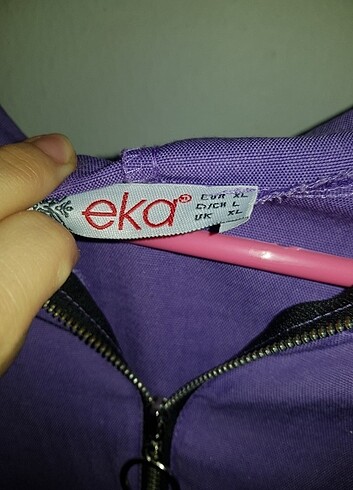 eka®
EUR XL
D/CH L
UK XL